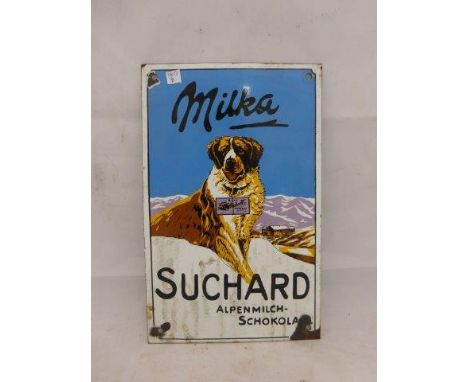 Milka
SUCHARD
ALPENMILCH-
SCHOKOLA